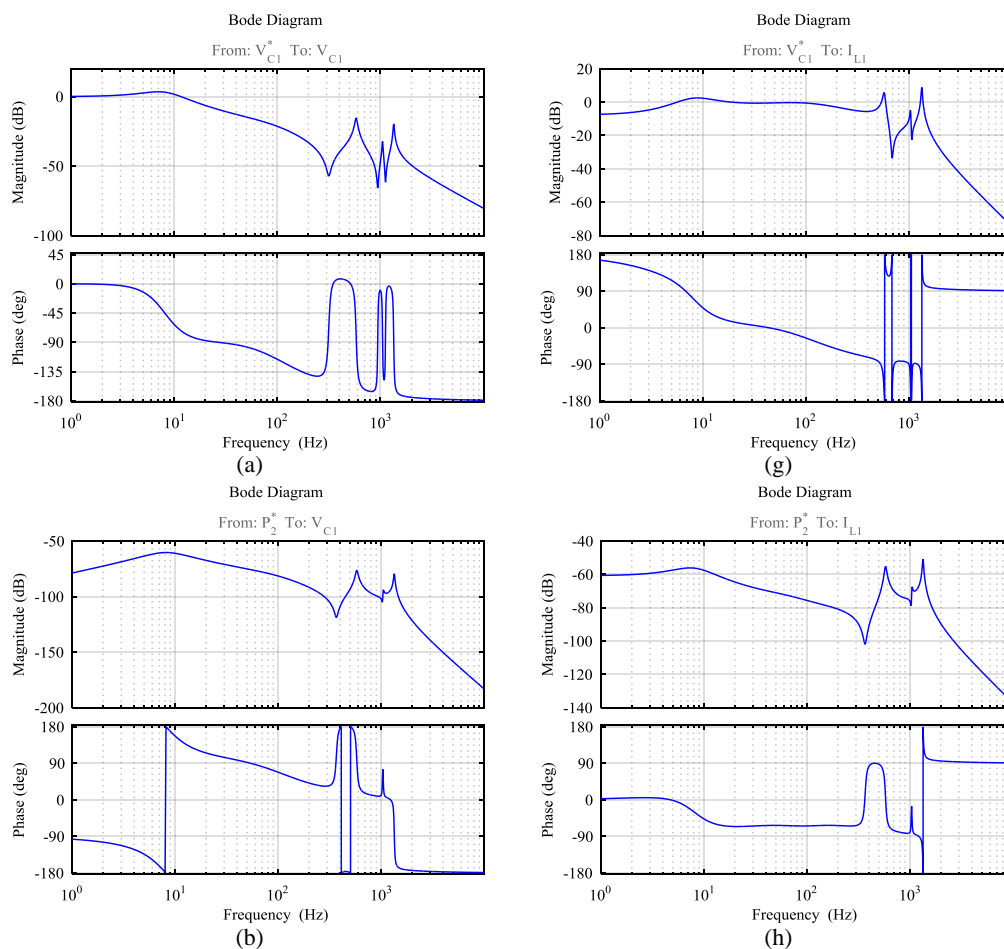 Bode Diagram
From: V*C1 To: VC1
Magnitude (dB)
0
-50
-100
Phase (deg)
45
0
-45
-90
-135
-180
10^0 10^1 10^2 10^3
Frequency (Hz)
(a)
Bode Diagram
From: V*C1 To: IL1
Magnitude (dB)
20
0
-20
-40
-60
-80
Phase (deg)
180
90
0
-90
-180
10^0 10^1 10^2 10^3
Frequency (Hz)
(g)
Bode Diagram
From: P*2 To: VC1
Magnitude (dB)
-50
-100
-150
-200
Phase (deg)
180
90
0
-90
-180
10^0 10^1 10^2 10^3
Frequency (Hz)
(b)
Bode Diagram
From: P*2 To: IL1
Magnitude (dB)
-40
-60
-80
-100
-120
-140
Phase (deg)
180
90
0
-90
-180
10^0 10^1 10^2 10^3
Frequency (Hz)
(h)